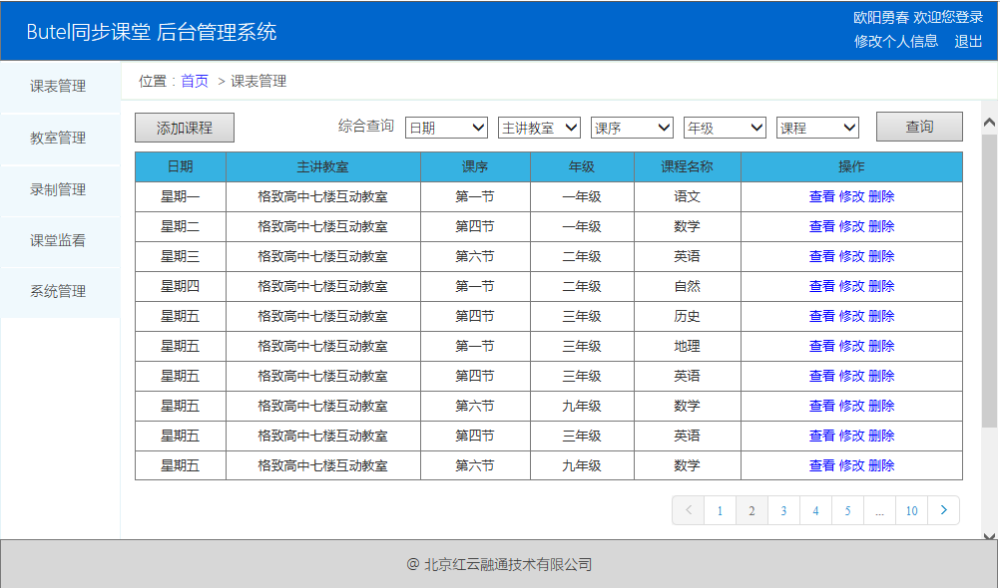 Butel同步课堂 后台管理系统
欧阳勇春 欢迎您登录
修改个人信息 退出
课表管理
教室管理
录制管理
课堂监看
系统管理
位置：首页 > 课表管理
添加课程 综合查询 日期 主讲教室 课序 年级 课程 查询
日期 主讲教室 课序 年级 课程名称 操作
星期一 格致高中七楼互动教室 第一节 一年级 语文 查看 修改 删除
星期二 格致高中七楼互动教室 第四节 一年级 数学 查看 修改 删除
星期三 格致高中七楼互动教室 第六节 二年级 英语 查看 修改 删除
星期四 格致高中七楼互动教室 第一节 二年级 自然 查看 修改 删除
星期五 格致高中七楼互动教室 第四节 三年级 历史 查看 修改 删除
星期五 格致高中七楼互动教室 第一节 三年级 地理 查看 修改 删除
星期五 格致高中七楼互动教室 第四节 三年级 英语 查看 修改 删除
星期五 格致高中七楼互动教室 第六节 九年级 数学 查看 修改 删除
星期五 格致高中七楼互动教室 第四节 三年级 英语 查看 修改 删除
星期五 格致高中七楼互动教室 第六节 九年级 数学 查看 修改 删除
< 1 2 3 4 5 ... 10 >
@ 北京红云融通技术有限公司